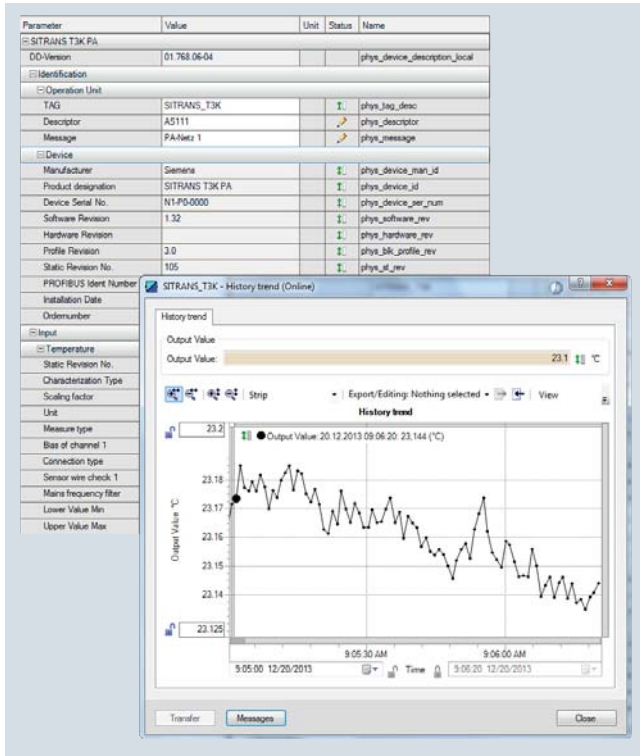 Parameter Value Unit Status Name
SITRANS T3K PA
DD-Version 01.768.06-04 phys_device_description_local
Identification
Operation Unit
TAG SITRANS_T3K phys_tag_desc
Descriptor AS111 phys_descriptor
Message PA-Netz 1 phys_message
Device
Manufacturer Siemens phys_device_man_id
Product designation SITRANS T3K PA phys_device_id
Device Serial No. N1-P0-0000 phys_device_ser_num
Software Revision 1.32 phys_software_rev
Hardware Revision phys_hardware_rev
Profile Revision 3.0 phys_blk_profile_rev
Static Revision No. 105 phys_st_rev
PROFIBUS Ident Number
Installation Date
Ordernumber
Input
Temperature
Static Revision No.
Characterization Type
Scaling factor
Unit
Measure type
Bias of channel 1
Connection type
Sensor wire check 1
Mains frequency filter
Lower Value Min
Upper Value Max
SITRANS_T3K - History trend (Online)
History trend
Output Value
Output Value: 23.1 °C
Strip Export/Editing: Nothing selected View
History trend
23.2
Output Value: 20.12.2013 09:06:20: 23,144 (°C)
23.18
23.17
23.16
23.15
23.14
23.125
Output Value °C
9:05:30 AM 9:06:00 AM
9:05:00 12/20/2013 Time 9:06:20 12/20/2013
Transfer Messages Close